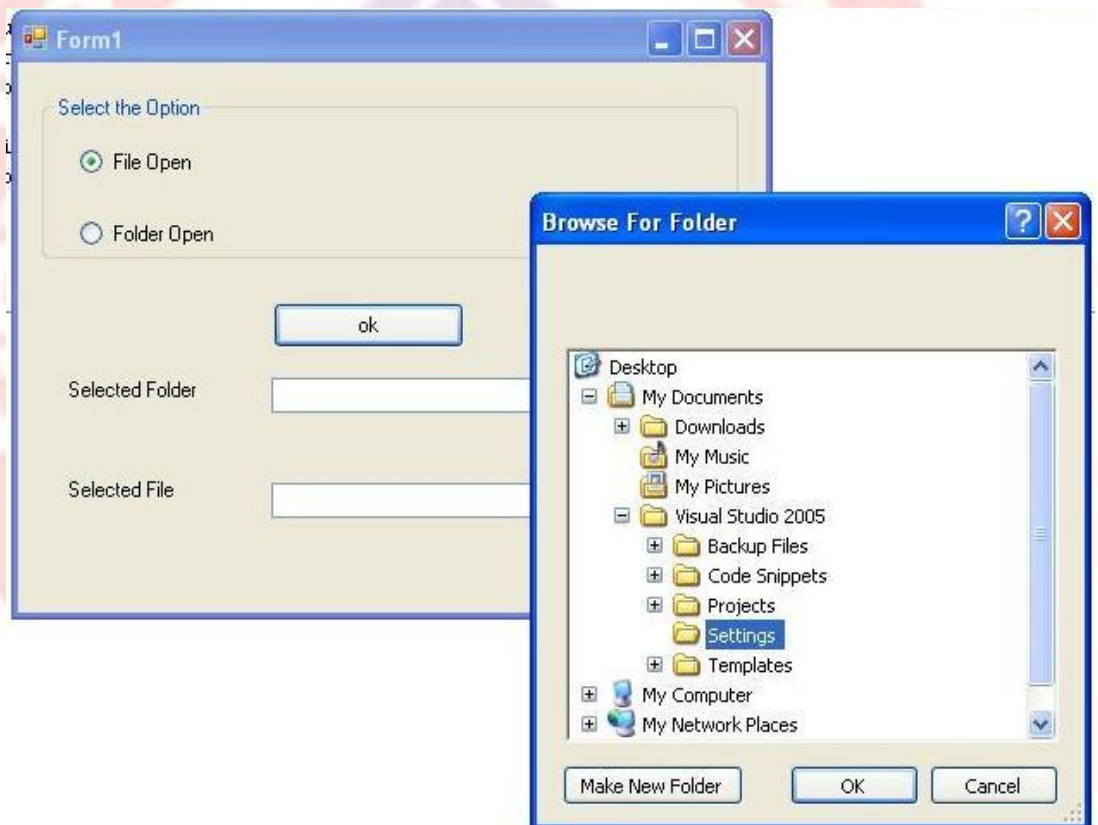 Form1
Select the Option
File Open
Folder Open
ok
Selected Folder
Selected File
Browse For Folder
Desktop
My Documents
Downloads
My Music
My Pictures
Visual Studio 2005
Backup Files
Code Snippets
Projects
Settings
Templates
My Computer
My Network Places
Make New Folder
OK
Cancel